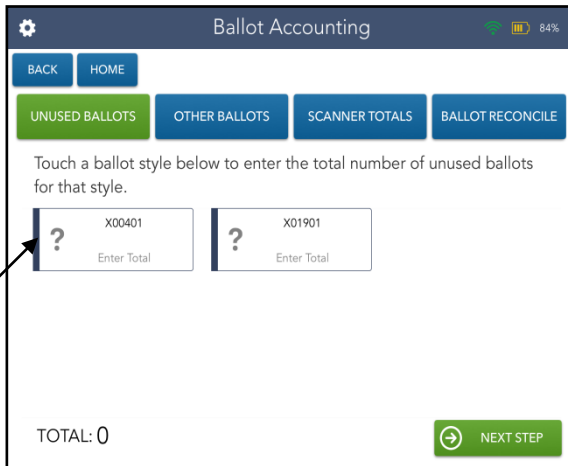 Ballot Accounting
84%
BACK HOME
UNUSED BALLOTS OTHER BALLOTS SCANNER TOTALS BALLOT RECONCILE
Touch a ballot style below to enter the total number of unused ballots
for that style.
X00401 X01901
? ?
Enter Total Enter Total
TOTAL: 0 NEXT STEP